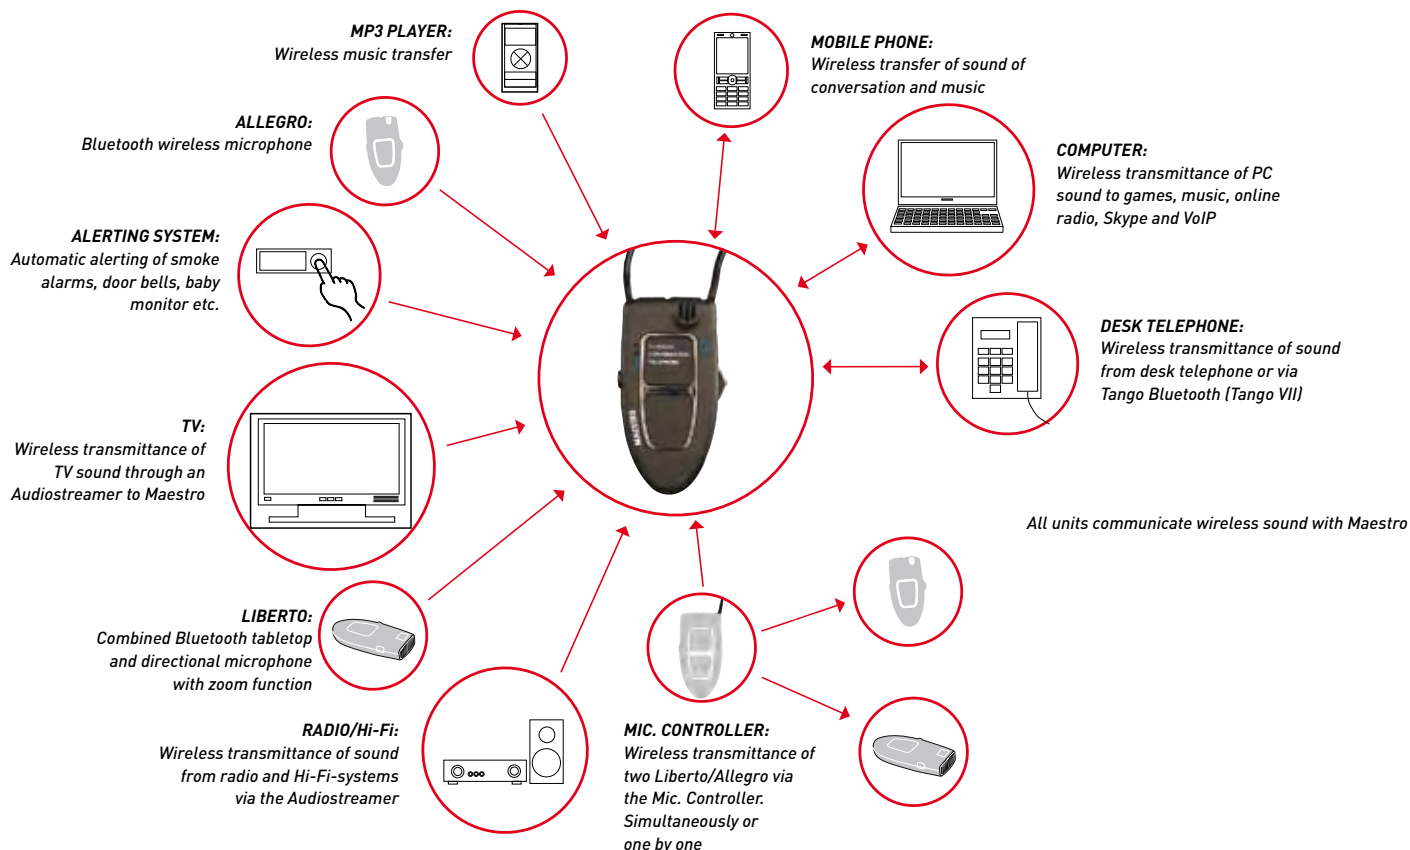 MP3 PLAYER:
Wireless music transfer
MOBILE PHONE:
Wireless transfer of sound of
conversation and music
ALLEGRO:
Bluetooth wireless microphone
COMPUTER:
Wireless transmittance of PC
sound to games, music, online
radio, Skype and VoIP
ALERTING SYSTEM:
Automatic alerting of smoke
alarms, door bells, baby
monitor etc.
DESK TELEPHONE:
Wireless transmittance of sound
from desk telephone or via
Tango Bluetooth (Tango VII)
MAESTRO
TV:
Wireless transmittance of
TV sound through an
Audiostreamer to Maestro
All units communicate wireless sound with Maestro
LIBERTO:
Combined Bluetooth tabletop
and directional microphone
with zoom function
RADIO/Hi-Fi:
Wireless transmittance of sound
from radio and Hi-Fi-systems
via the Audiostreamer
MIC. CONTROLLER:
Wireless transmittance of
two Liberto/Allegro via
the Mic. Controller.
Simultaneously or
one by one